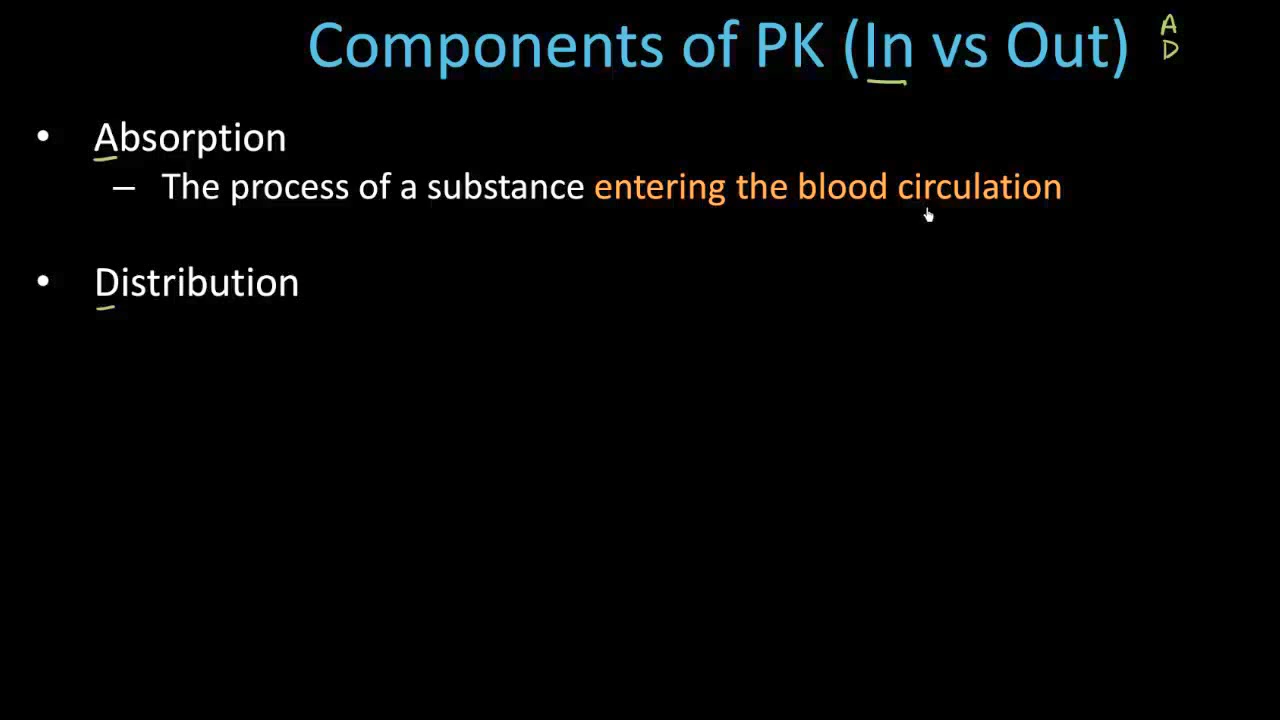 Components of PK (In vs Out)
A
D
• Absorption
– The process of a substance entering the blood circulation
• Distribution